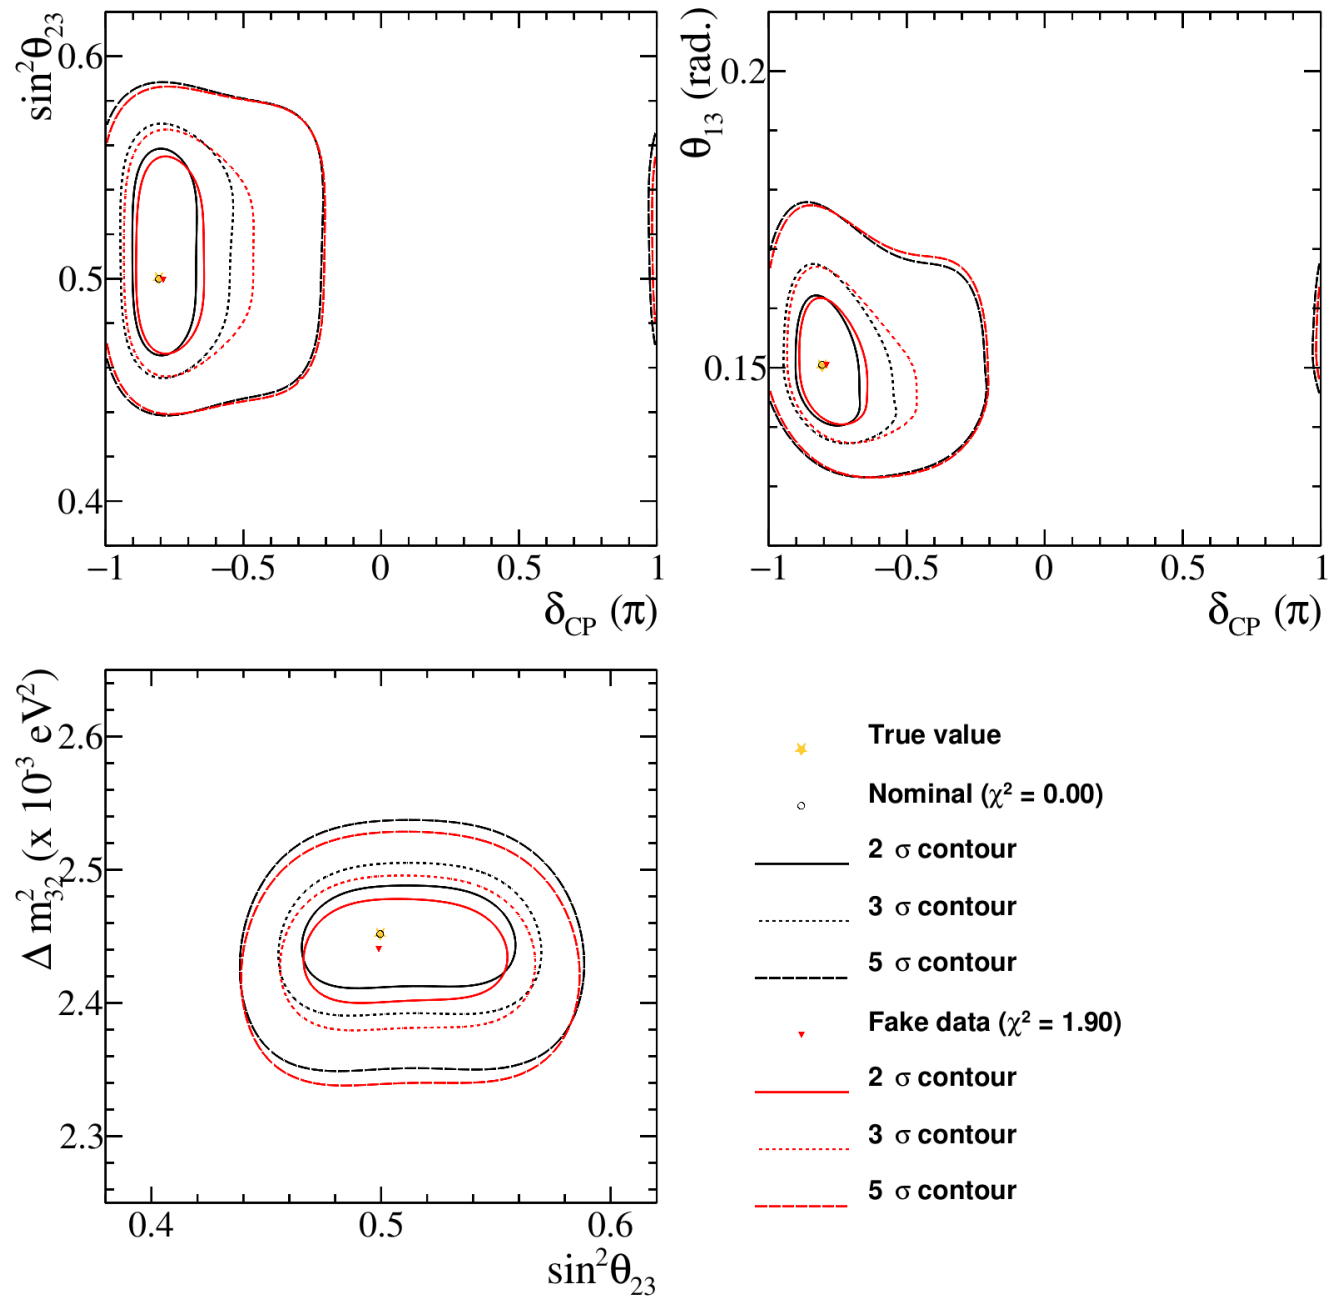 sin²θ₂₃
0.6
0.5
0.4
−1 −0.5 0 0.5 1
δCP (π)
θ₁₃ (rad.)
0.2
0.15
−1 −0.5 0 0.5 1
δCP (π)
Δ m²₃₂ (x 10⁻³ eV²)
2.6
2.5
2.4
2.3
0.4 0.5 0.6
sin²θ₂₃
True value
Nominal (χ² = 0.00)
2 σ contour
3 σ contour
5 σ contour
Fake data (χ² = 1.90)
2 σ contour
3 σ contour
5 σ contour